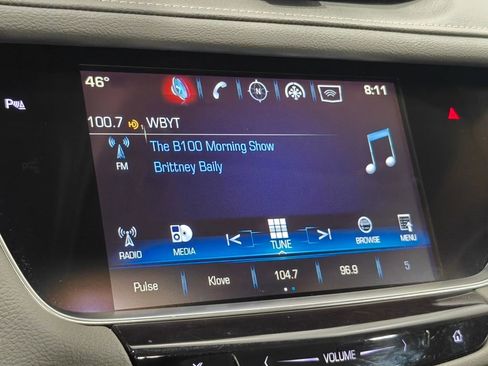 46° N 8:11
P
100.7 WBYT
The B100 Morning Show
FM Brittney Baily
RADIO MEDIA TUNE BROWSE MENU
Pulse Klove 104.7 96.9 5
VOLUME